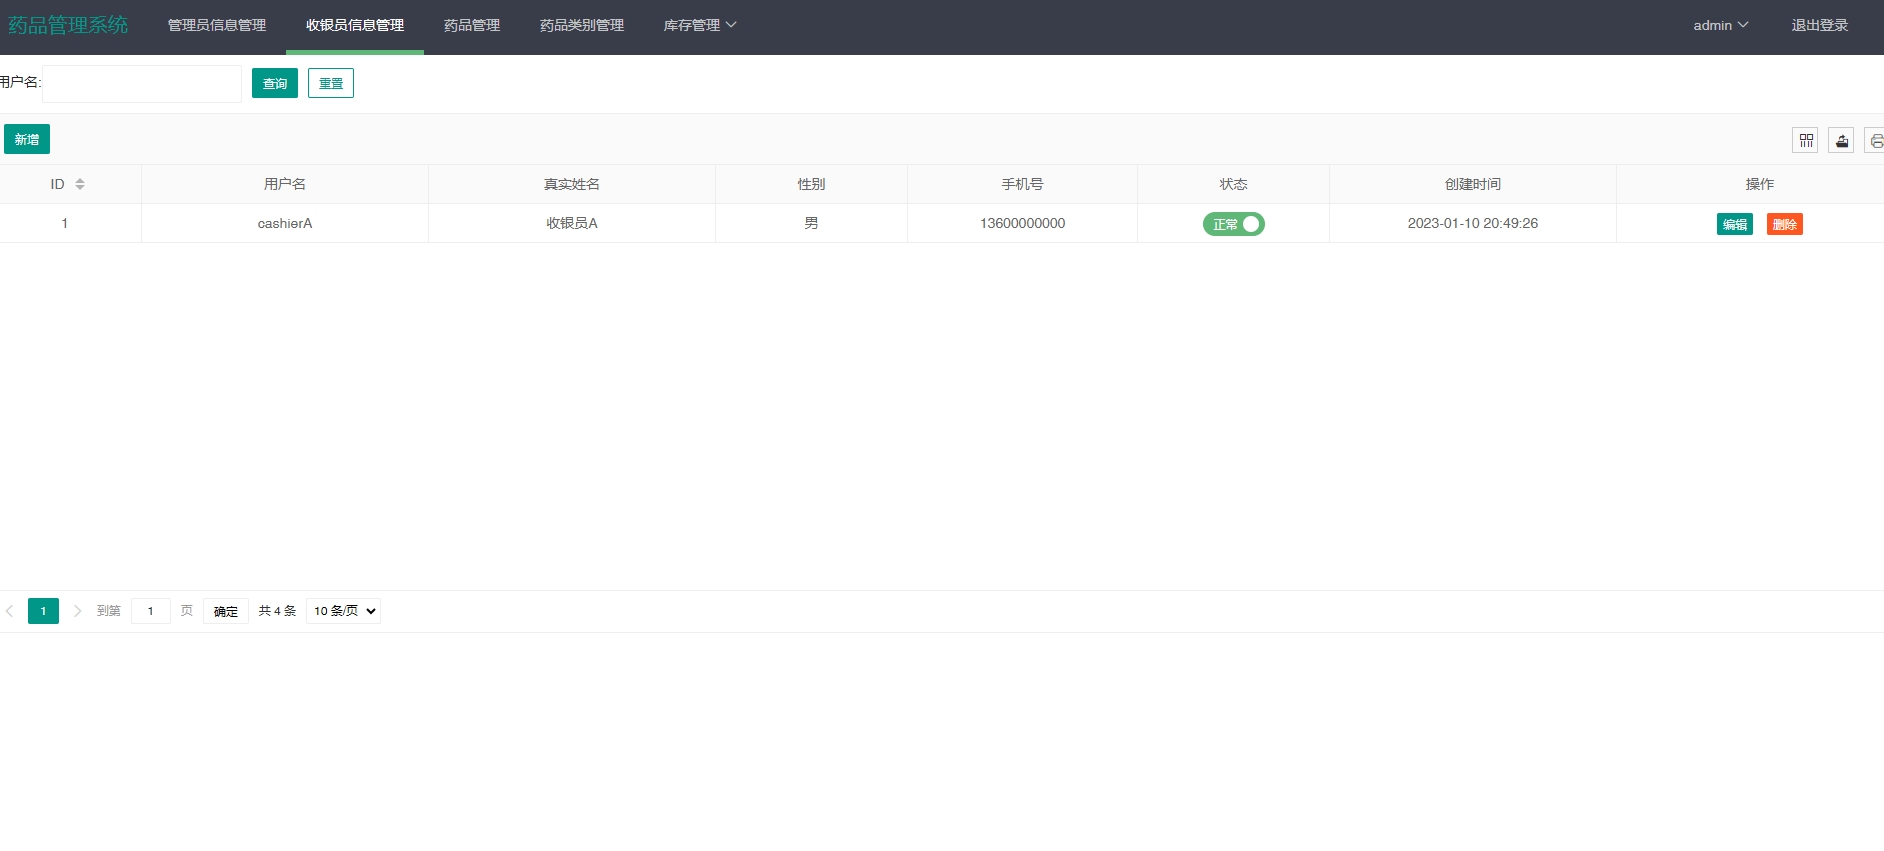 药品管理系统 管理员信息管理 收银员信息管理 药品管理 药品类别管理 库存管理 admin 退出登录
用户名: 查询 重置
新增
ID 用户名 真实姓名 性别 手机号 状态 创建时间 操作
1 cashierA 收银员A 男 13600000000 正常 2023-01-10 20:49:26 编辑 删除
1 到第 1 页 确定 共 4 条 10 条/页